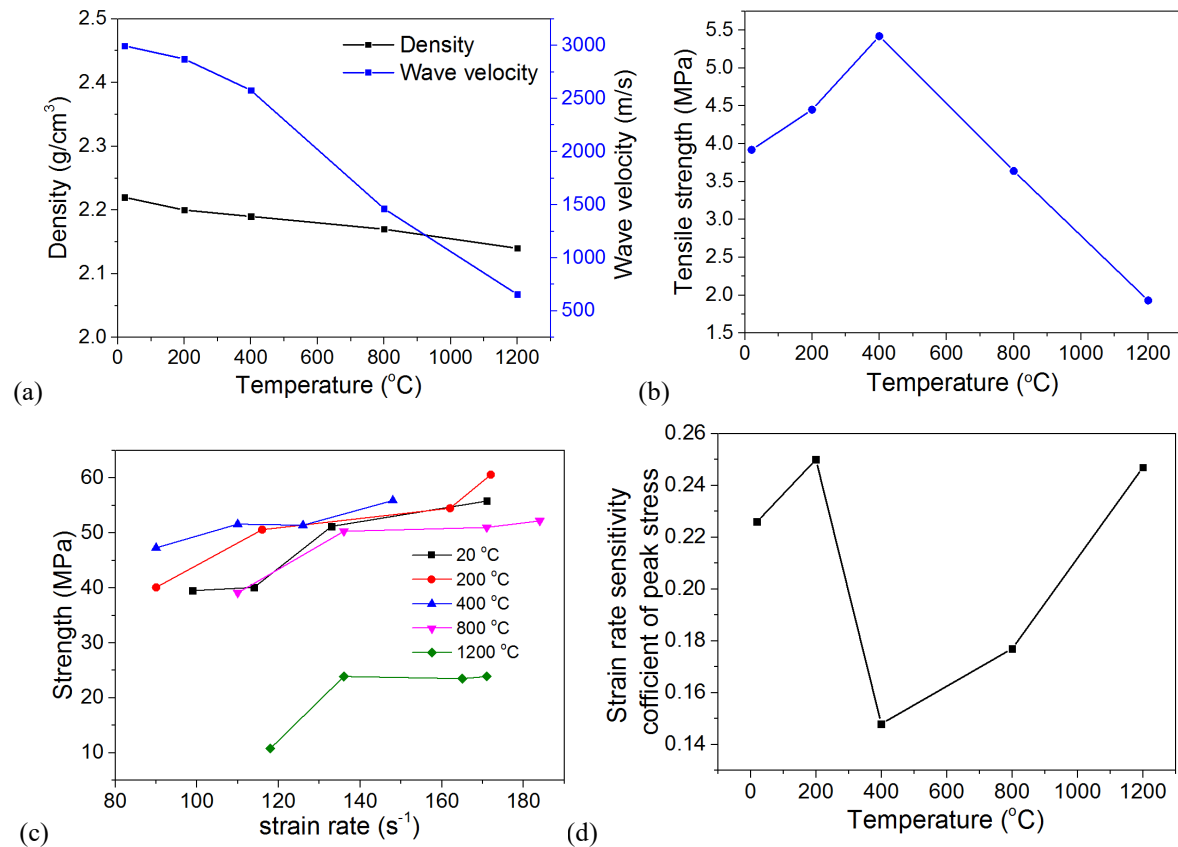 2.5
2.4
2.3
2.2
2.1
2.0
Density (g/cm³)
Density
Wave velocity
3000
2500
2000
1500
1000
500
Wave velocity (m/s)
0 200 400 600 800 1000 1200
Temperature (°C)
(a)
5.5
5.0
4.5
4.0
3.5
3.0
2.5
2.0
1.5
Tensile strength (MPa)
0 200 400 600 800 1000 1200
Temperature (°C)
(b)
60
50
40
30
20
10
Strength (MPa)
20 °C
200 °C
400 °C
800 °C
1200 °C
80 100 120 140 160 180
strain rate (s⁻¹)
(c)
0.26
0.24
0.22
0.20
0.18
0.16
0.14
Strain rate sensitivity
cofficient of peak stress
0 200 400 600 800 1000 1200
Temperature (°C)
(d)